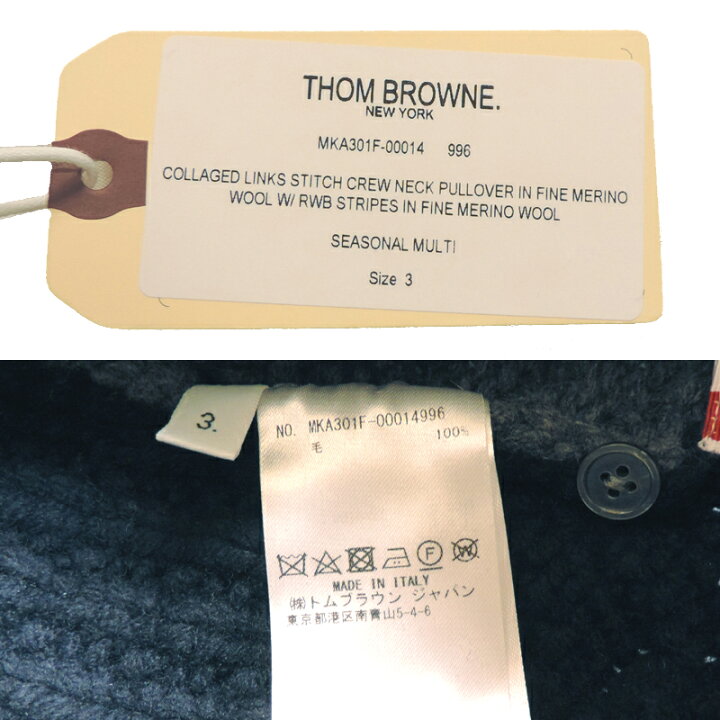 THOM BROWNE.
NEW YORK
MKA301F-00014 996
COLLAGED LINKS STITCH CREW NECK PULLOVER IN FINE MERINO
WOOL W/ RWB STRIPES IN FINE MERINO WOOL
SEASONAL MULTI
Size 3
3.
NO. MKA301F-00014996
毛 100%
F W
MADE IN ITALY
㈱トムブラウン ジャパン
東京都港区南青山5-4-6